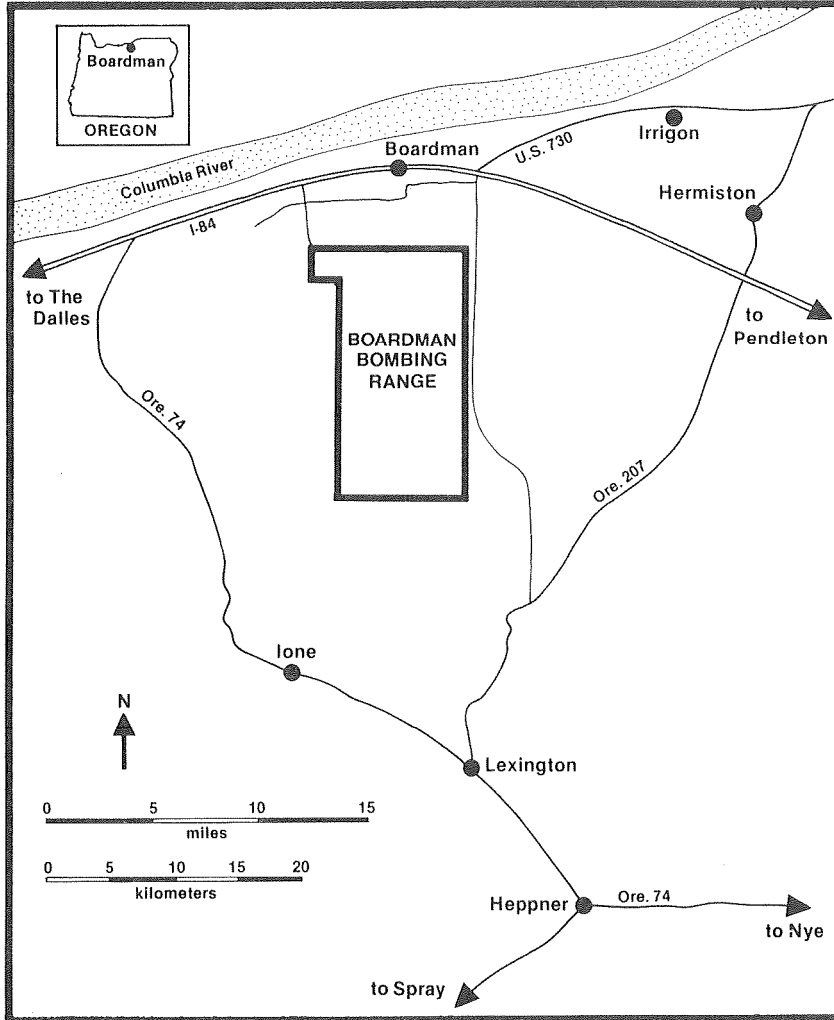 Boardman
OREGON
Columbia River
Boardman
U.S. 730
Irrigon
Hermiston
I-84
to The
Dalles
to
Pendleton
BOARDMAN
BOMBING
RANGE
Ore. 74
Ore. 207
Ione
N
Lexington
0 5 10 15
miles
0 5 10 15 20
kilometers
Heppner
Ore. 74
to Nye
to Spray